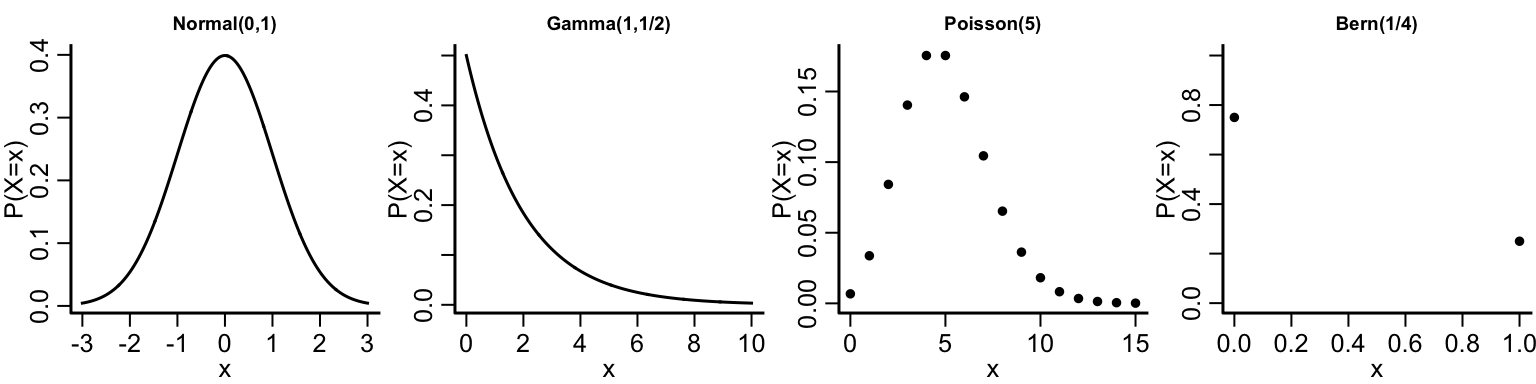 Normal(0,1)
P(X=x)
0.0 0.1 0.2 0.3 0.4
-3 -2 -1 0 1 2 3
x
Gamma(1,1/2)
P(X=x)
0.0 0.2 0.4
0 2 4 6 8 10
x
Poisson(5)
P(X=x)
0.00 0.05 0.10 0.15
0 5 10 15
x
Bern(1/4)
P(X=x)
0.0 0.4 0.8
0.0 0.2 0.4 0.6 0.8 1.0
x